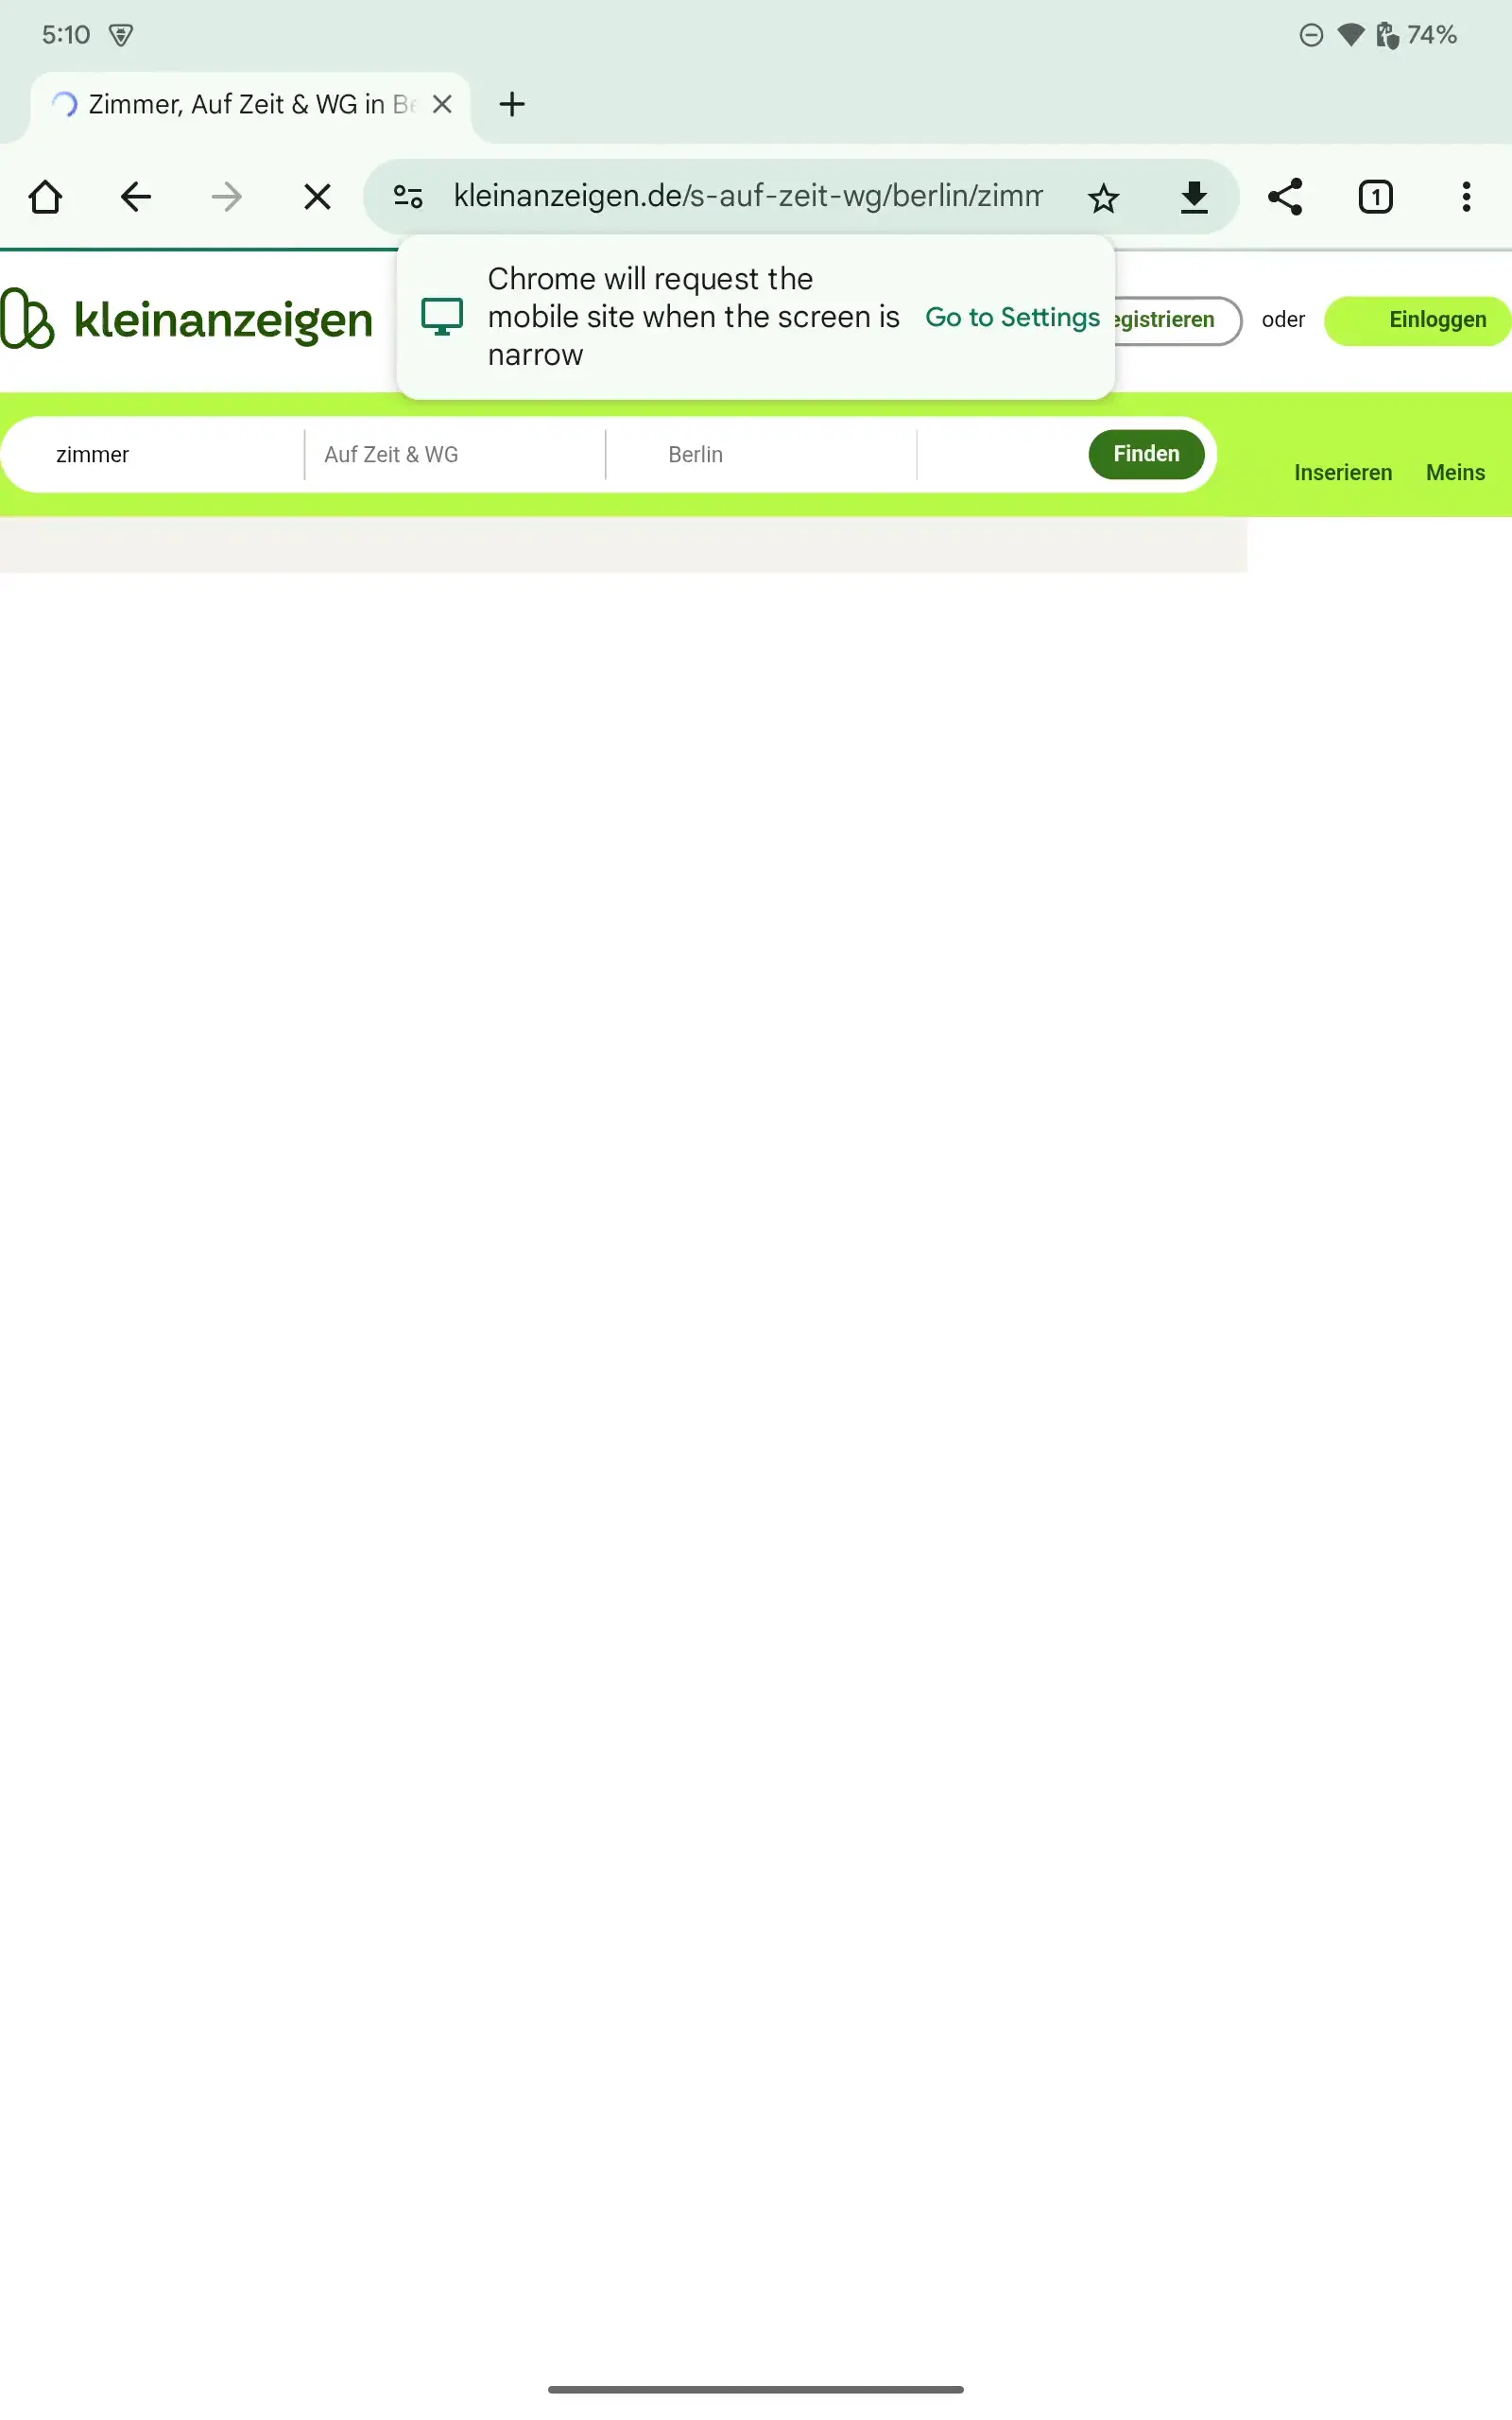 5:10
74%
Zimmer, Auf Zeit & WG in Be
kleinanzeigen.de/s-auf-zeit-wg/berlin/zimm
1
Chrome will request the
mobile site when the screen is
narrow
Go to Settings
kleinanzeigen
egistrieren
oder
Einloggen
zimmer
Auf Zeit & WG
Berlin
Finden
Inserieren
Meins